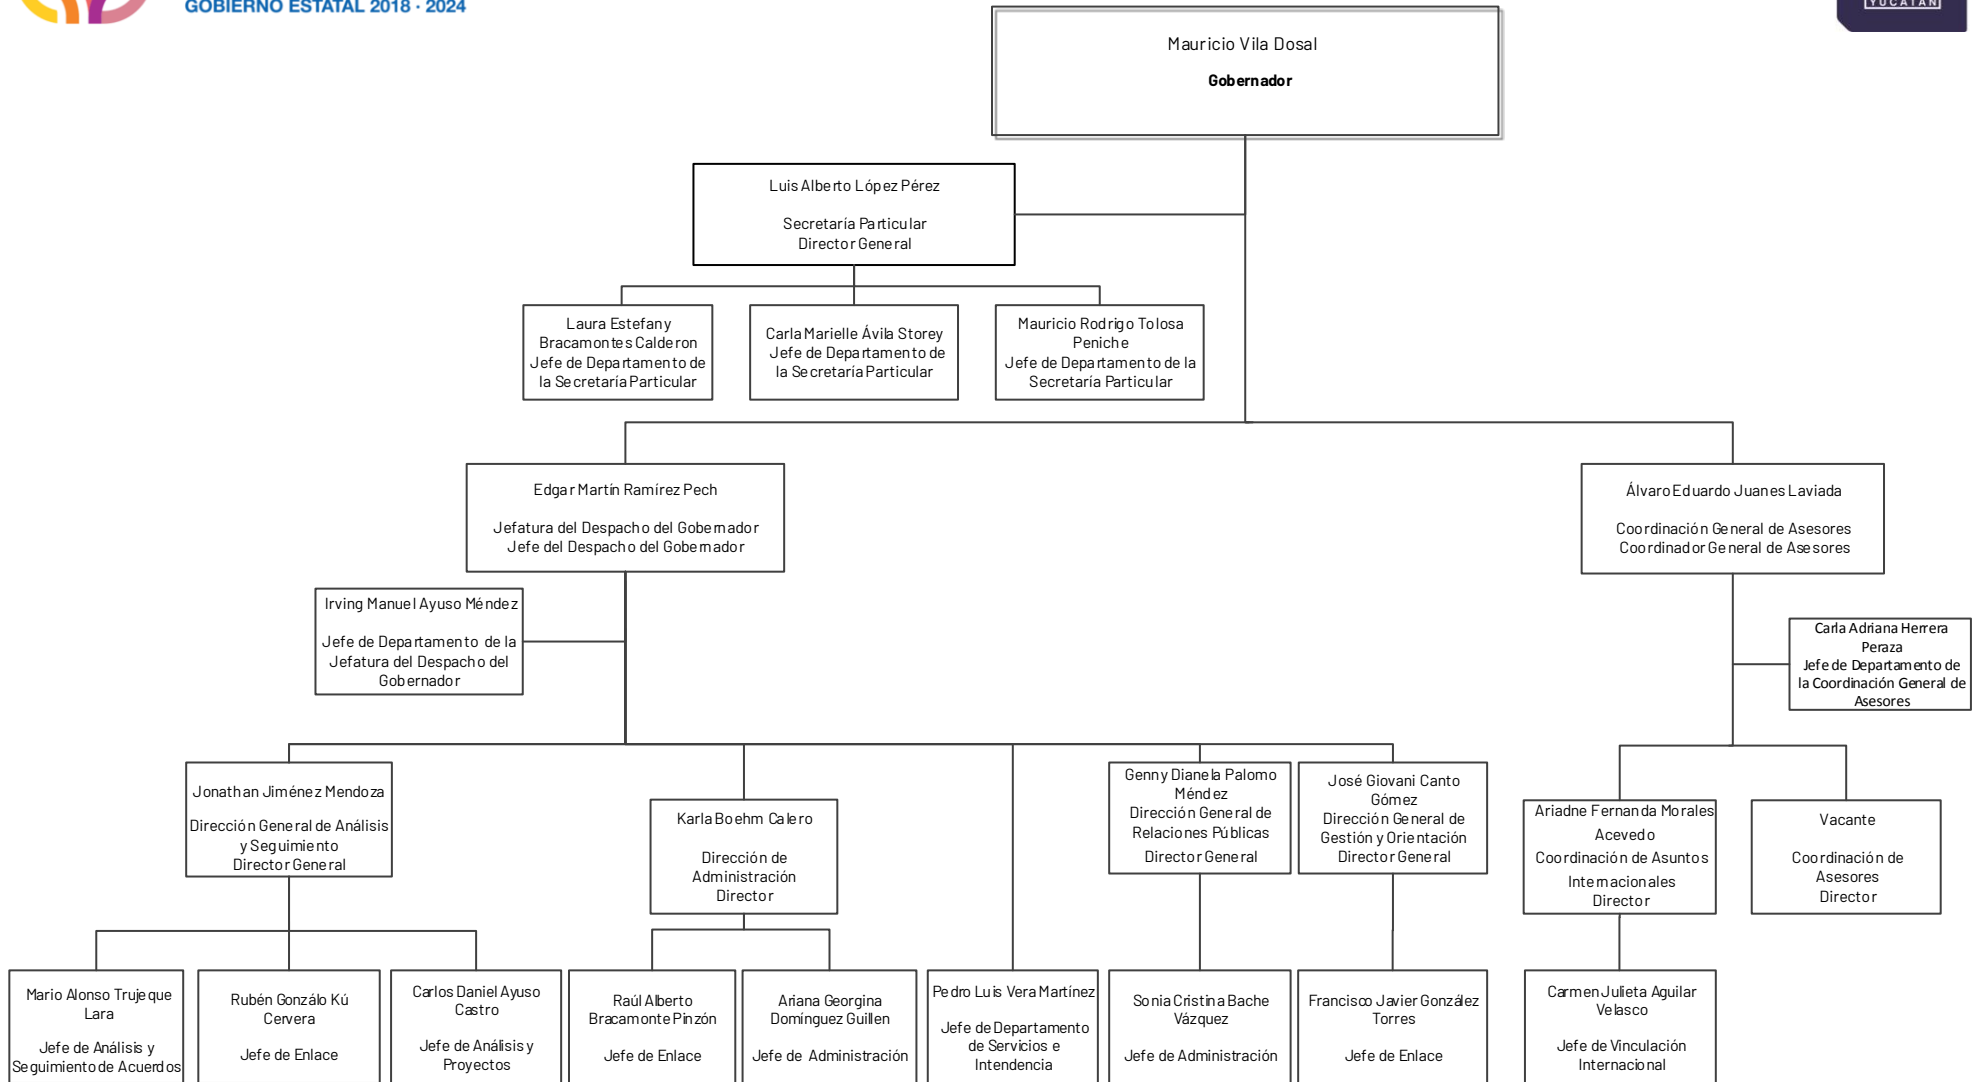 GOBIERNO ESTATAL 2018 · 2024
YUCATÁN
Mauricio Vila Dosal
Gobernador
Luis Alberto López Pérez
Secretaría Particular
Director General
Laura Estefany
Bracamontes Calderon
Jefe de Departamento de
la Secretaría Particular
Carla Marielle Ávila Storey
Jefe de Departamento de
la Secretaría Particular
Mauricio Rodrigo Tolosa
Peniche
Jefe de Departamento de la
Secretaría Particular
Edgar Martín Ramírez Pech
Jefatura del Despacho del Gobernador
Jefe del Despacho del Gobernador
Álvaro Eduardo Juanes Laviada
Coordinación General de Asesores
Coordinador General de Asesores
Irving Manuel Ayuso Méndez
Jefe de Departamento de la
Jefatura del Despacho del
Gobernador
Carla Adriana Herrera
Peraza
Jefe de Departamento de
la Coordinación General de
Asesores
Jonathan Jiménez Mendoza
Dirección General de Análisis
y Seguimiento
Director General
Karla Boehm Calero
Dirección de
Administración
Director
Genny Dianela Palomo
Méndez
Dirección General de
Relaciones Públicas
Director General
José Giovani Canto
Gómez
Dirección General de
Gestión y Orientación
Director General
Ariadne Fernanda Morales
Acevedo
Coordinación de Asuntos
Internacionales
Director
Vacante
Coordinación de
Asesores
Director
Mario Alonso Trujeque
Lara
Jefe de Análisis y
Seguimiento de Acuerdos
Rubén Gonzálo Kú
Cervera
Jefe de Enlace
Carlos Daniel Ayuso
Castro
Jefe de Análisis y
Proyectos
Raúl Alberto
Bracamonte Pinzón
Jefe de Enlace
Ariana Georgina
Domínguez Guillen
Jefe de Administración
Pedro Luis Vera Martínez
Jefe de Departamento
de Servicios e
Intendencia
Sonia Cristina Bache
Vázquez
Jefe de Administración
Francisco Javier González
Torres
Jefe de Enlace
Carmen Julieta Aguilar
Velasco
Jefe de Vinculación
Internacional